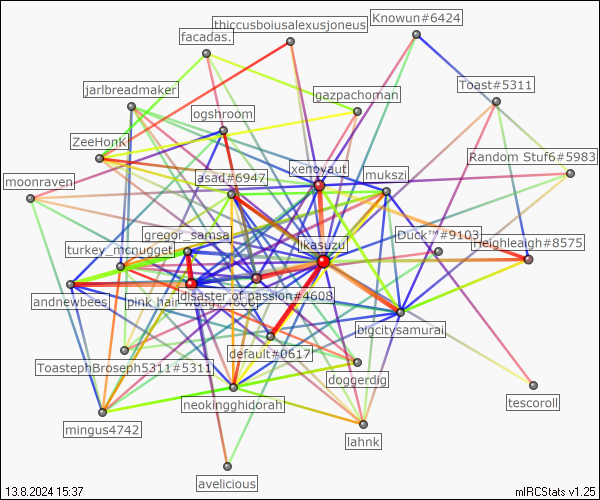 thiccusboiusalexusjoneus
Knowun#6424
facadas.
Toast#5311
jarlbreadmaker
gazpachoman
ogshroom
ZeeHonk
Random Stuf6#5983
xenovaut
moonraven
asad#6947
mukszi
gregor_samsa
Duck™#9103
likasuzu
Heighleaigh#8575
turkey_mcnugget
andnewbees
pink hair
disaster of passion#4608
bigcitysamurai
default#0617
ToastephBroseph5311#5311
doggerdig
tescoroll
neokingghidorah
mingus4742
lahnk
avelicious
13.8.2024 15:37
mIRCStats v1.25